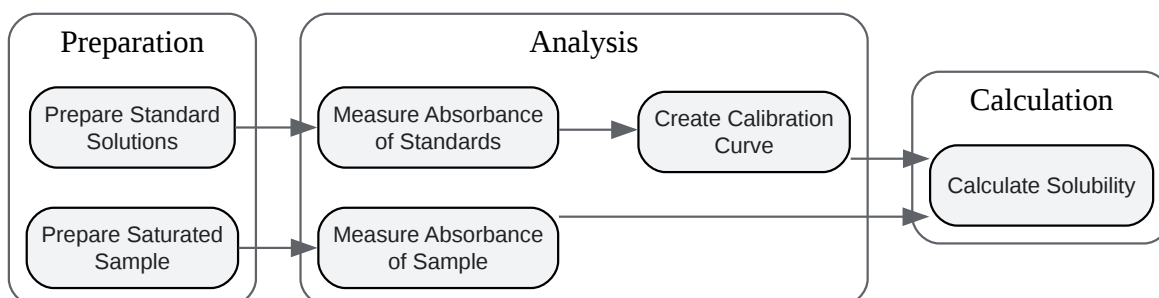 Preparation
Prepare Standard
Solutions
Prepare Saturated
Sample
Analysis
Measure Absorbance
of Standards
Create Calibration
Curve
Measure Absorbance
of Sample
Calculation
Calculate Solubility